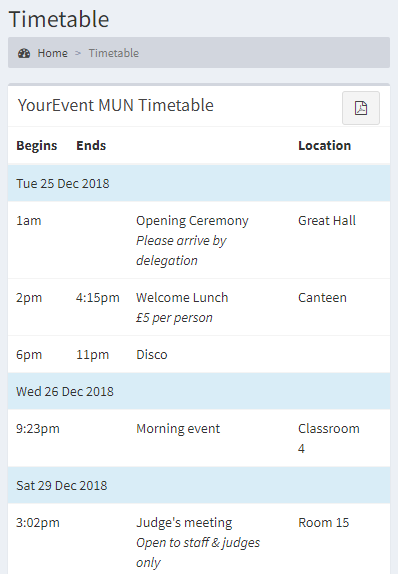 Timetable
Home > Timetable
YourEvent MUN Timetable
Begins Ends Location
Tue 25 Dec 2018
1am Opening Ceremony Great Hall
Please arrive by
delegation
2pm 4:15pm Welcome Lunch Canteen
£5 per person
6pm 11pm Disco
Wed 26 Dec 2018
9:23pm Morning event Classroom
4
Sat 29 Dec 2018
3:02pm Judge's meeting Room 15
Open to staff & judges
only